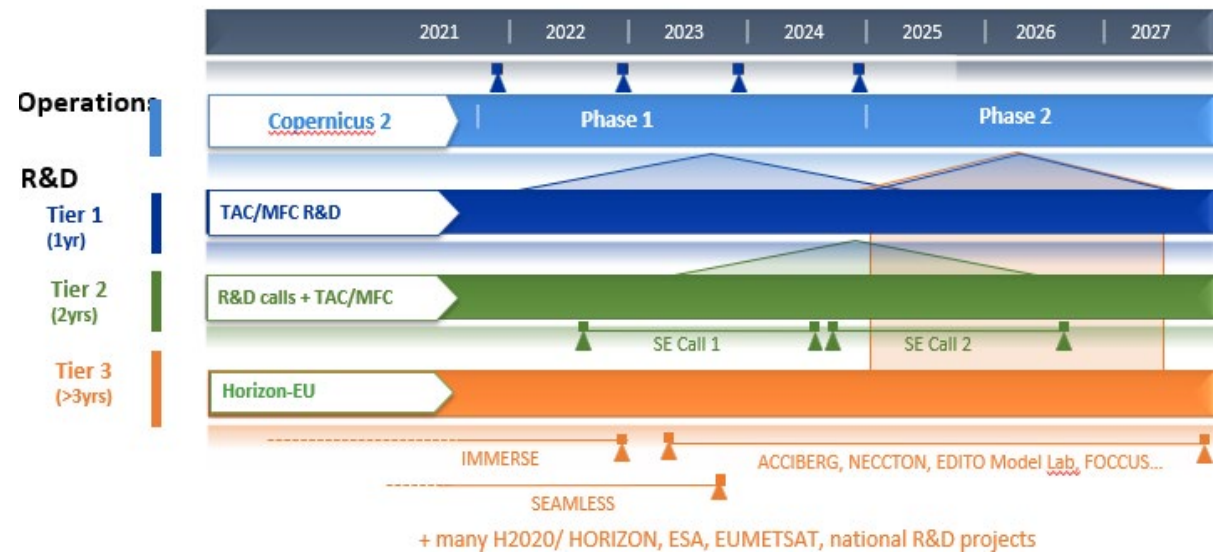 2021 | 2022 | 2023 | 2024 | 2025 | 2026 | 2027
Operations
Copernicus 2
Phase 1
Phase 2
R&D
Tier 1
(1yr)
TAC/MFC R&D
Tier 2
(2yrs)
R&D calls + TAC/MFC
SE Call 1
SE Call 2
Tier 3
(>3yrs)
Horizon-EU
IMMERSE
ACCIBERG, NECCTON, EDITO Model Lab, FOCCUS...
SEAMLESS
+ many H2020/ HORIZON, ESA, EUMETSAT, national R&D projects